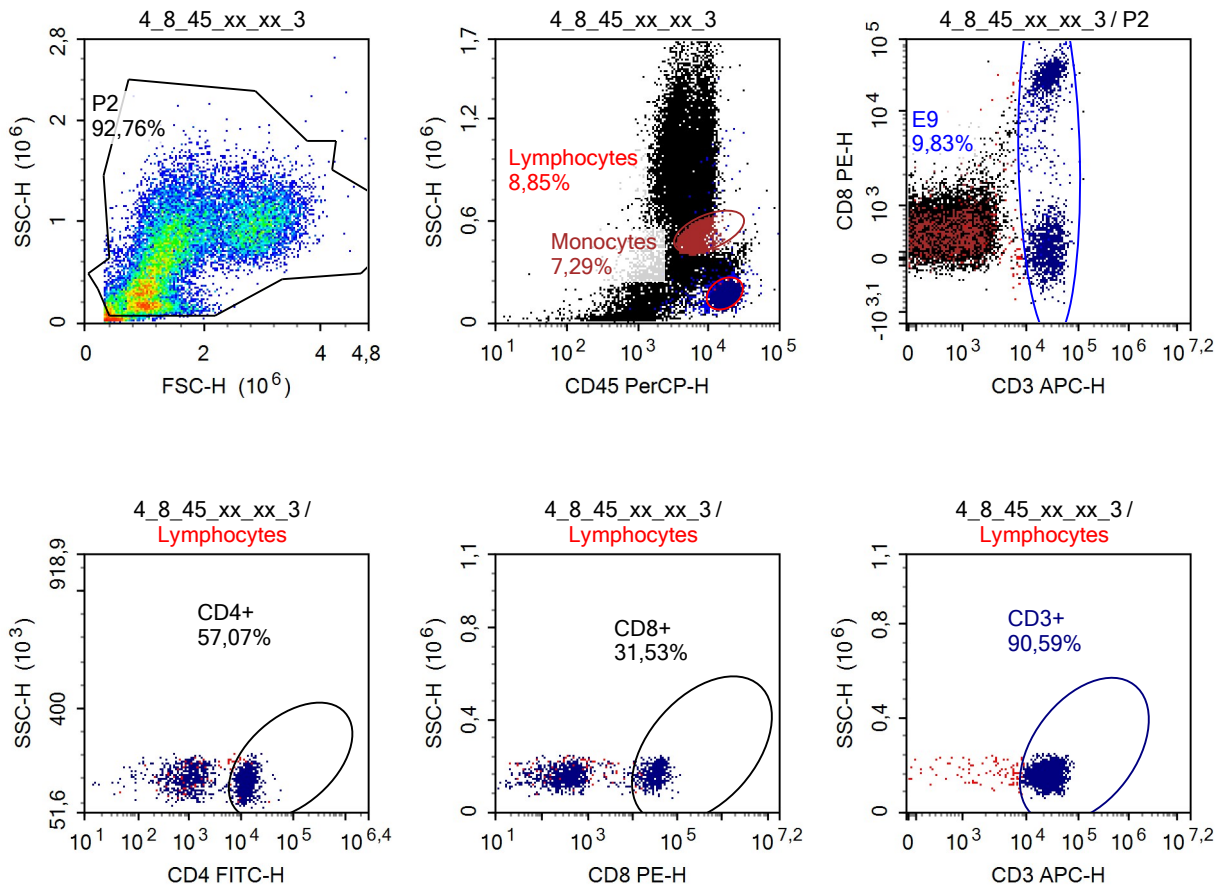 4_8_45_xx_xx_3
2,8
2
1
0
SSC-H (10^6)
P2
92,76%
0
2
4
4,8
FSC-H (10^6)
4_8_45_xx_xx_3
1,7
1,2
0,6
0
SSC-H (10^6)
Lymphocytes
8,85%
Monocytes
7,29%
10^1
10^2
10^3
10^4
10^5
CD45 PerCP-H
4_8_45_xx_xx_3 / P2
10^5
10^4
10^3
0
-10^3,1
CD8 PE-H
E9
9,83%
0
10^3
10^4
10^5
10^6
10^7,2
CD3 APC-H
4_8_45_xx_xx_3 /
Lymphocytes
918,9
400
51,6
SSC-H (10^3)
CD4+
57,07%
10^1
10^2
10^3
10^4
10^5
10^6,4
CD4 FITC-H
4_8_45_xx_xx_3 /
Lymphocytes
1,1
0,8
0,4
0
SSC-H (10^6)
CD8+
31,53%
10^1
10^3
10^5
10^7,2
CD8 PE-H
4_8_45_xx_xx_3 /
Lymphocytes
1,1
0,8
0,4
0
SSC-H (10^6)
CD3+
90,59%
0
10^3
10^4
10^5
10^6
10^7,2
CD3 APC-H